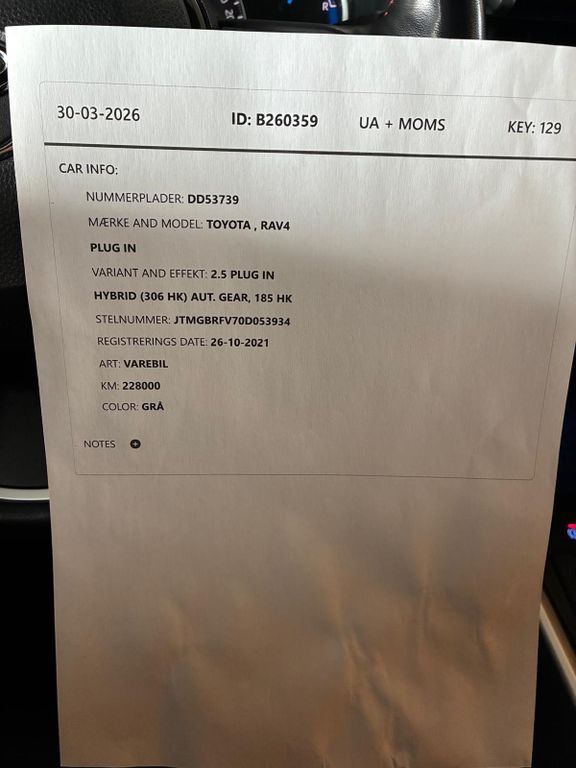 30-03-2026 ID: B260359 UA + MOMS KEY: 129
CAR INFO:
NUMMERPLADER: DD53739
MÆRKE AND MODEL: TOYOTA , RAV4
PLUG IN
VARIANT AND EFFEKT: 2.5 PLUG IN
HYBRID (306 HK) AUT. GEAR, 185 HK
STELNUMMER: JTMGBRFV70D053934
REGISTRERINGS DATE: 26-10-2021
ART: VAREBIL
KM: 228000
COLOR: GRÅ
NOTES